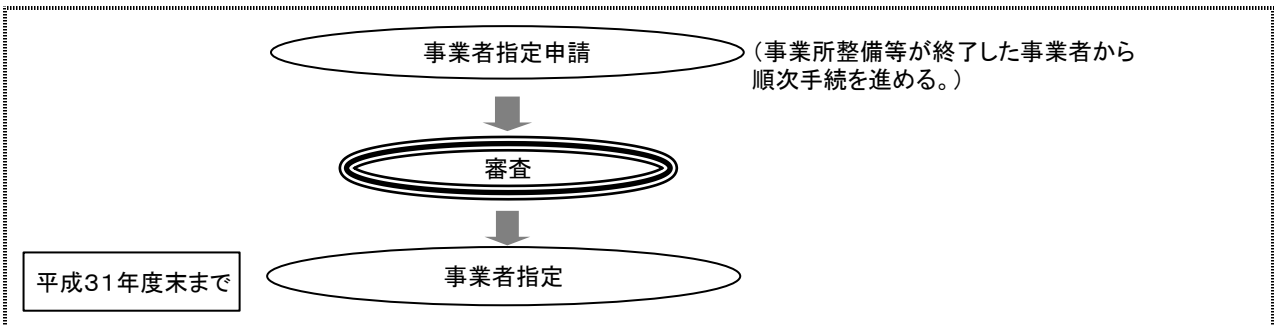 事業者指定申請
（事業所整備等が終了した事業者から
順次手続を進める。）
審査
平成３１年度末まで
事業者指定